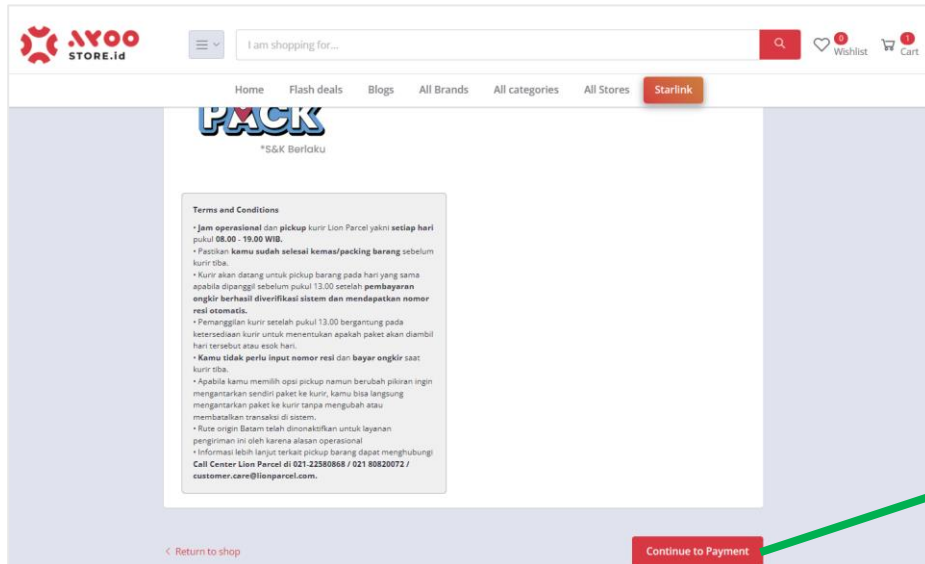 AYOO
STORE.id
I am shopping for...
0
Wishlist
1
Cart
Home Flash deals Blogs All Brands All categories All Stores Starlink
PACK
*S&K Berlaku
Terms and Conditions
• Jam operasional dan pickup kurir Lion Parcel yakni setiap hari
pukul 08.00 - 19.00 WIB.
• Pastikan kamu sudah selesai kemas/packing barang sebelum
kurir tiba.
• Kurir akan datang untuk pickup barang pada hari yang sama
apabila dipanggil sebelum pukul 13.00 setelah pembayaran
ongkir berhasil diverifikasi sistem dan mendapatkan nomor
resi otomatis.
• Pemanggilan kurir setelah pukul 13.00 bergantung pada
ketersediaan kurir untuk menentukan apakah paket akan diambil
hari tersebut atau esok hari.
• Kamu tidak perlu input nomor resi dan bayar ongkir saat
kurir tiba.
• Apabila kamu memilih opsi pickup namun berubah pikiran ingin
mengantarkan sendiri paket ke kurir, kamu bisa langsung
mengantarkan paket ke kurir tanpa mengubah atau
membatalkan transaksi di sistem.
• Rute origin Batam telah dinonaktifkan untuk layanan
pengiriman ini oleh karena alasan operasional
• Informasi lebih lanjut terkait pickup barang dapat menghubungi
Call Center Lion Parcel di 021-22580868 / 021 80820072 /
customer.care@lionparcel.com.
< Return to shop
Continue to Payment